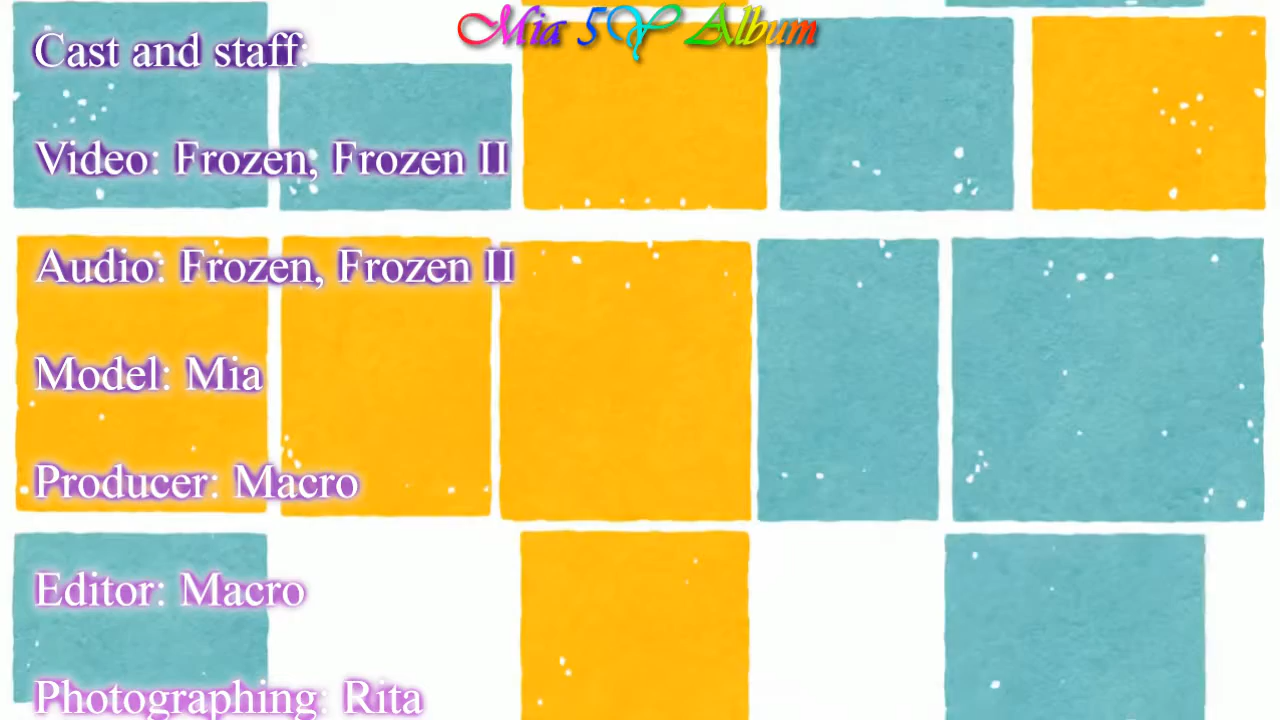 Mia 5Y Album
Cast and staff:
Video: Frozen, Frozen II
Audio: Frozen, Frozen II
Model: Mia
Producer: Macro
Editor: Macro
Photographing: Rita